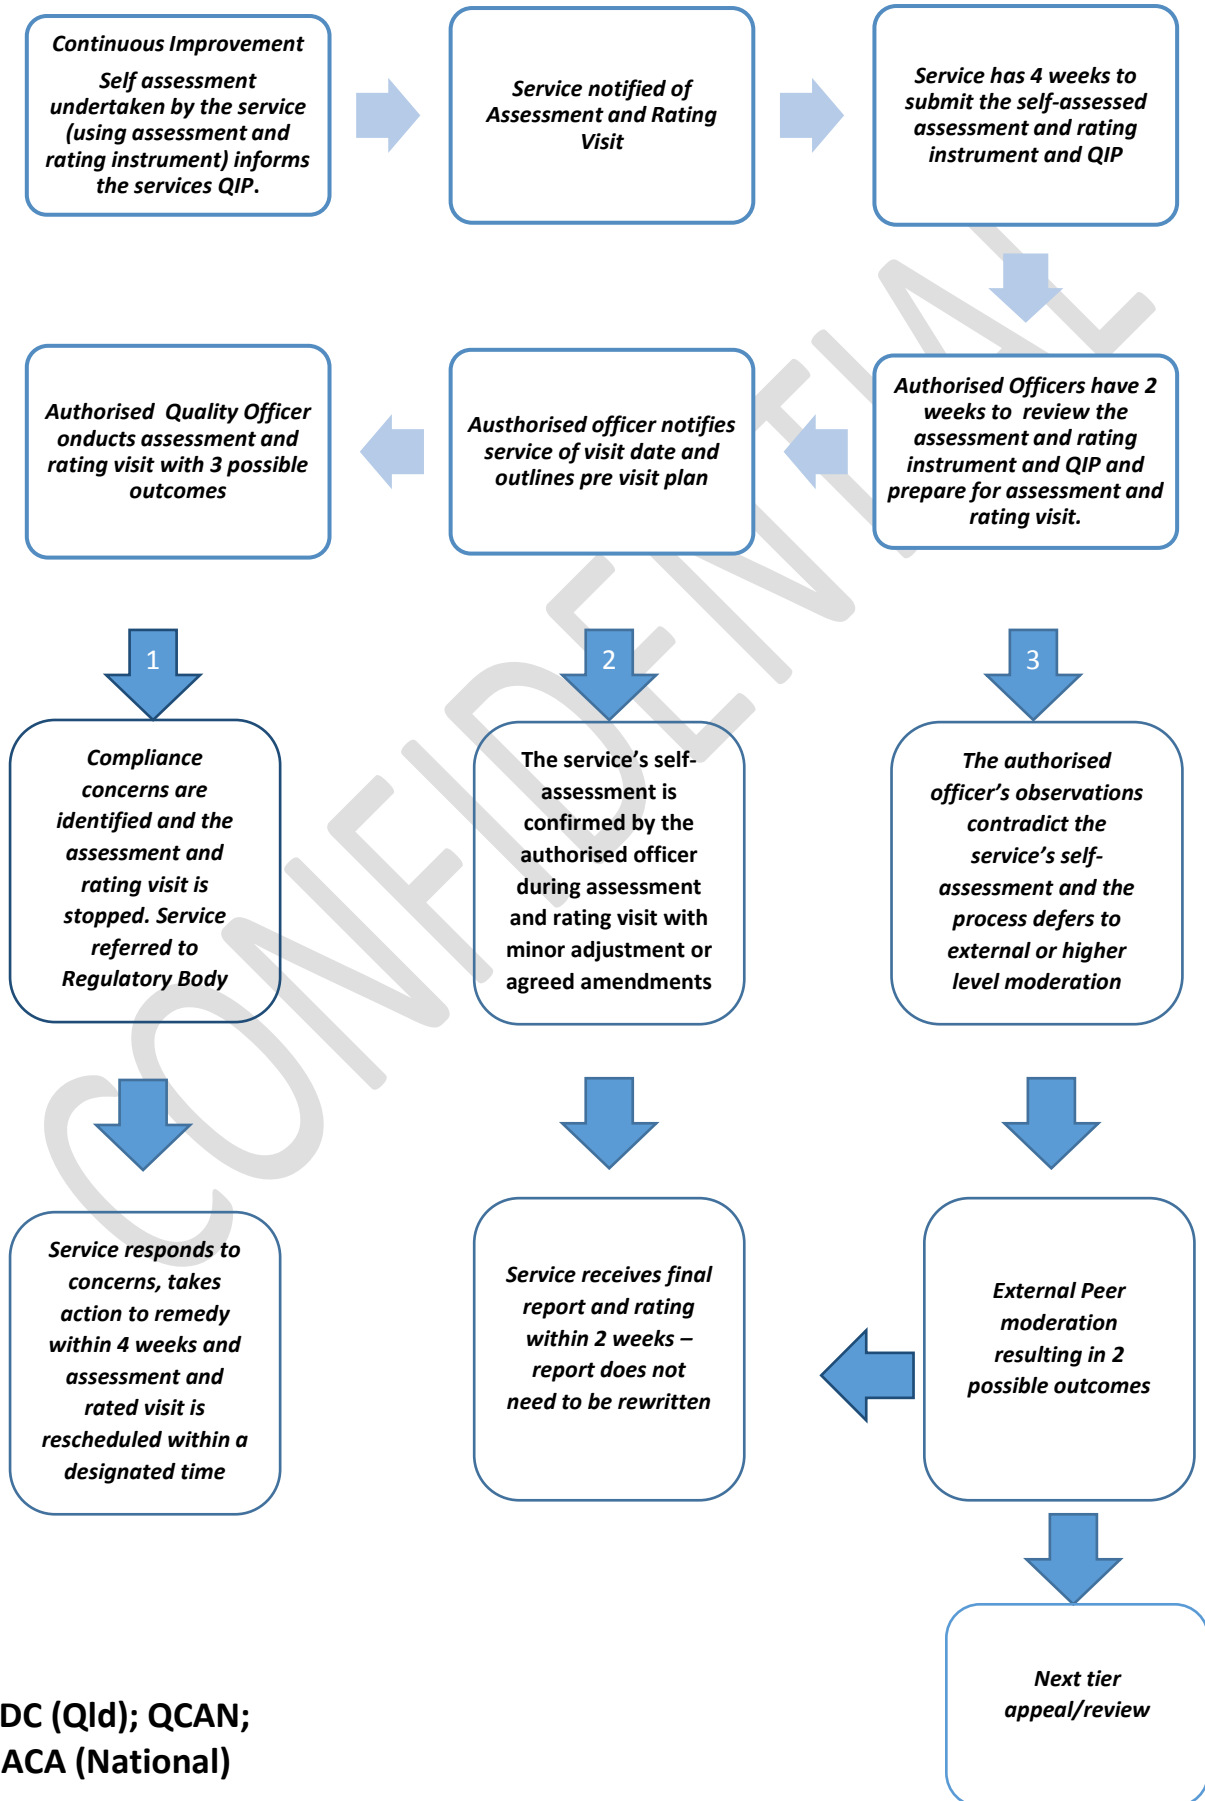 Continuous Improvement
Self assessment
undertaken by the service
(using assessment and
rating instrument) informs
the services QIP.
Service notified of
Assessment and Rating
Visit
Service has 4 weeks to
submit the self-assessed
assessment and rating
instrument and QIP
Authorised Officers have 2
weeks to review the
assessment and rating
instrument and QIP and
prepare for assessment and
rating visit.
Austhorised officer notifies
service of visit date and
outlines pre visit plan
Authorised Quality Officer
onducts assessment and
rating visit with 3 possible
outcomes
1
Compliance
concerns are
identified and the
assessment and
rating visit is
stopped. Service
referred to
Regulatory Body
Service responds to
concerns, takes
action to remedy
within 4 weeks and
assessment and
rated visit is
rescheduled within a
designated time
2
The service’s self-
assessment is
confirmed by the
authorised officer
during assessment
and rating visit with
minor adjustment or
agreed amendments
Service receives final
report and rating
within 2 weeks –
report does not
need to be rewritten
3
The authorised
officer’s observations
contradict the
service’s self-
assessment and the
process defers to
external or higher
level moderation
External Peer
moderation
resulting in 2
possible outcomes
Next tier
appeal/review
DC (Qld); QCAN;
ACA (National)
CONFIDENTIAL